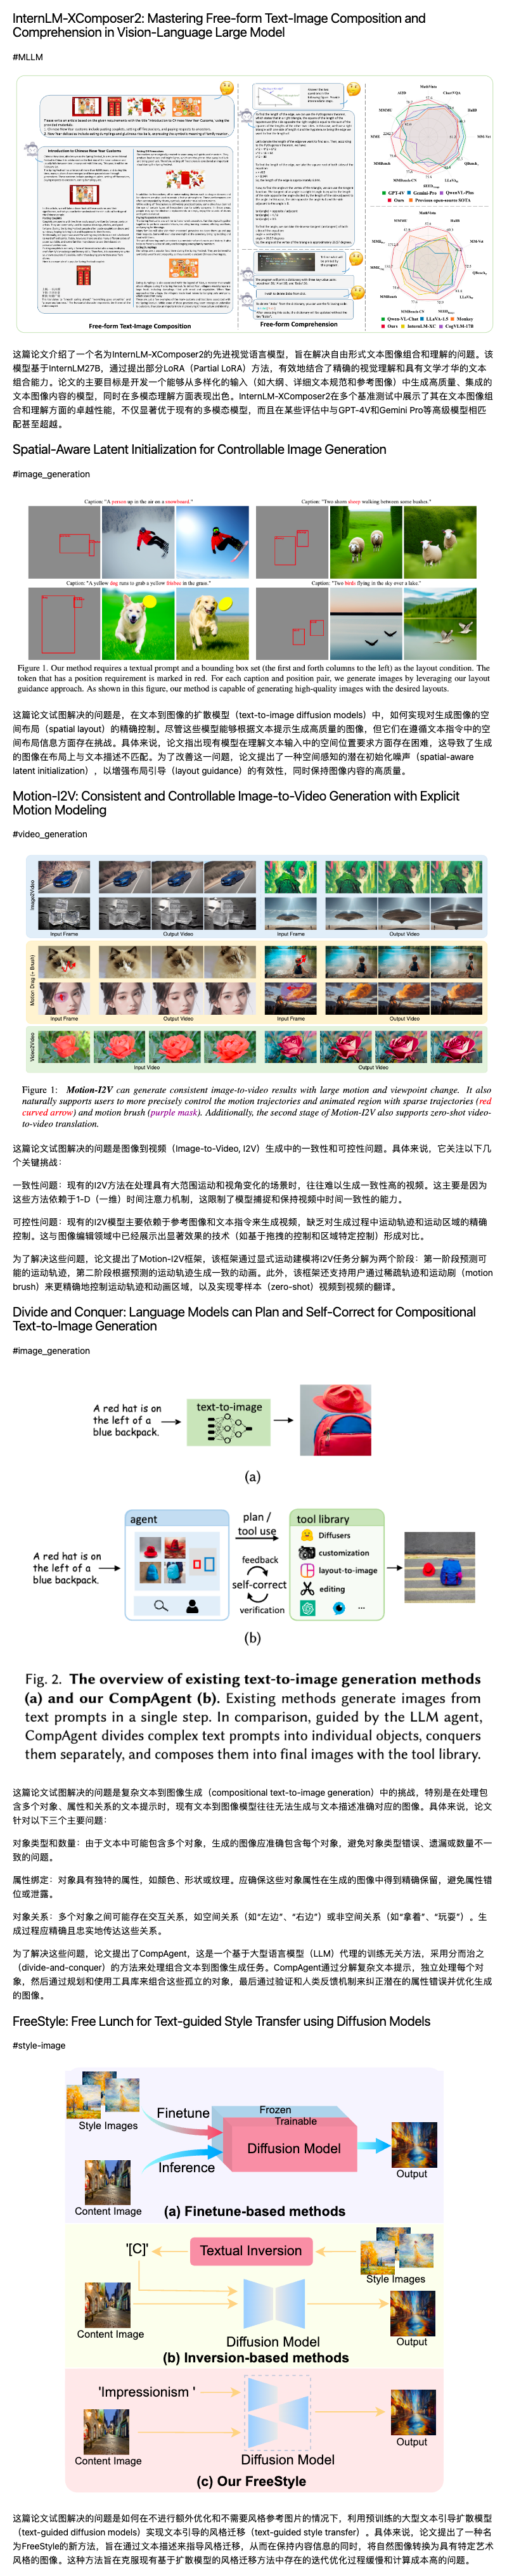 InternLM-XComposer2: Mastering Free-form Text-Image Composition and
Comprehension in Vision-Language Large Model
#MLLM
Introduction to Chinese New Year Customs
Free-form Text-Image Composition
Free-form Comprehension
GPT-4V Gemini-Pro QwenVL-Plus
Ours Previous open-source SOTA
Qwen-VL-Chat LLaVA-1.5 Monkey
Ours InternLM-XC CogVLM-17B
这篇论文介绍了一个名为InternLM-XComposer2的先进视觉语言模型，旨在解决自由形式文本图像组合和理解的问题。该
模型基于InternLM27B，通过提出部分LoRA（Partial LoRA）方法，有效地结合了精确的视觉理解和具有文学才华的文本
组合能力。论文的主要目标是开发一个能够从多样化的输入（如大纲、详细文本规范和参考图像）中生成高质量、集成的
文本图像内容的模型，同时在多模态理解方面表现出色。InternLM-XComposer2在多个基准测试中展示了其在文本图像组
合和理解方面的卓越性能，不仅显著优于现有的多模态模型，而且在某些评估中与GPT-4V和Gemini Pro等高级模型相匹
配甚至超越。
Spatial-Aware Latent Initialization for Controllable Image Generation
#image_generation
Caption: "A person up in the air on a snowboard."
Caption: "Two shorn sheep walking between some bushes."
Caption: "A yellow dog runs to grab a yellow frisbee in the grass."
Caption: "Two birds flying in the sky over a lake."
Figure 1. Our method requires a textual prompt and a bounding box set (the first and forth columns to the left) as the layout condition. The
token that has a position requirement is marked in red. For each caption and position pair, we generate images by leveraging our layout
guidance approach. As shown in this figure, our method is capable of generating high-quality images with the desired layouts.
这篇论文试图解决的问题是，在文本到图像的扩散模型（text-to-image diffusion models）中，如何实现对生成图像的空
间布局（spatial layout）的精确控制。尽管这些模型能够根据文本提示生成高质量的图像，但它们在遵循文本指令中的空
间布局信息方面存在挑战。具体来说，论文指出现有模型在理解文本输入中的空间位置要求方面存在困难，这导致了生成
的图像在布局上与文本描述不匹配。为了改善这一问题，论文提出了一种空间感知的潜在初始化噪声（spatial-aware
latent initialization），以增强布局引导（layout guidance）的有效性，同时保持图像内容的高质量。
Motion-I2V: Consistent and Controllable Image-to-Video Generation with Explicit
Motion Modeling
#video_generation
Image2Video
Input Frame Output Video Input Frame Output Video
Motion Drag (+ Brush)
Input Frame Output Video Input Frame Output Video
Video2Video
Input Video Output Video
Figure 1: Motion-I2V can generate consistent image-to-video results with large motion and viewpoint change. It also
naturally supports users to more precisely control the motion trajectories and animated region with sparse trajectories (red
curved arrow) and motion brush (purple mask). Additionally, the second stage of Motion-I2V also supports zero-shot video-
to-video translation.
这篇论文试图解决的问题是图像到视频（Image-to-Video, I2V）生成中的一致性和可控性问题。具体来说，它关注以下几
个关键挑战：
一致性问题：现有的I2V方法在处理具有大范围运动和视角变化的场景时，往往难以生成一致性高的视频。这主要是因为
这些方法依赖于1-D（一维）时间注意力机制，这限制了模型捕捉和保持视频中时间一致性的能力。
可控性问题：现有的I2V模型主要依赖于参考图像和文本指令来生成视频，缺乏对生成过程中运动轨迹和运动区域的精确
控制。这与图像编辑领域中已经展示出显著效果的技术（如基于拖拽的控制和区域特定控制）形成对比。
为了解决这些问题，论文提出了Motion-I2V框架，该框架通过显式运动建模将I2V任务分解为两个阶段：第一阶段预测可
能的运动轨迹，第二阶段根据预测的运动轨迹生成一致的动画。此外，该框架还支持用户通过稀疏轨迹和运动刷（motion
brush）来更精确地控制运动轨迹和动画区域，以及实现零样本（zero-shot）视频到视频的翻译。
Divide and Conquer: Language Models can Plan and Self-Correct for Compositional
Text-to-Image Generation
#image_generation
A red hat is on
the left of a
blue backpack.
text-to-image
(a)
A red hat is on
the left of a
blue backpack.
agent
plan /
tool use
feedback
self-correct
verification
tool library
Diffusers
customization
layout-to-image
editing
...
(b)
Fig. 2. The overview of existing text-to-image generation methods
(a) and our CompAgent (b). Existing methods generate images from
text prompts in a single step. In comparison, guided by the LLM agent,
CompAgent divides complex text prompts into individual objects, conquers
them separately, and composes them into final images with the tool library.
这篇论文试图解决的问题是复杂文本到图像生成（compositional text-to-image generation）中的挑战，特别是在处理包
含多个对象、属性和关系的文本提示时，现有文本到图像模型往往无法生成与文本描述准确对应的图像。具体来说，论文
针对以下三个主要问题：
对象类型和数量：由于文本中可能包含多个对象，生成的图像应准确包含每个对象，避免对象类型错误、遗漏或数量不一
致的问题。
属性绑定：对象具有独特的属性，如颜色、形状或纹理。应确保这些对象属性在生成的图像中得到精确保留，避免属性错
位或泄露。
对象关系：多个对象之间可能存在交互关系，如空间关系（如“左边”、“右边”）或非空间关系（如“拿着”、“玩耍”）。生
成过程应精确且忠实地传达这些关系。
为了解决这些问题，论文提出了CompAgent，这是一个基于大型语言模型（LLM）代理的训练无关方法，采用分而治之
（divide-and-conquer）的方法来处理组合文本到图像生成任务。CompAgent通过分解复杂文本提示，独立处理每个对
象，然后通过规划和使用工具库来组合这些孤立的对象，最后通过验证和人类反馈机制来纠正潜在的属性错误并优化生成
的图像。
FreeStyle: Free Lunch for Text-guided Style Transfer using Diffusion Models
#style-image
Style Images
Finetune
Frozen
Trainable
Diffusion Model
Inference
Content Image
Output
(a) Finetune-based methods
'[C]'
Textual Inversion
Style Images
Content Image
Diffusion Model
Output
(b) Inversion-based methods
'Impressionism '
Content Image
Diffusion Model
Output
(c) Our FreeStyle
这篇论文试图解决的问题是如何在不进行额外优化和不需要风格参考图片的情况下，利用预训练的大型文本引导扩散模型
（text-guided diffusion models）实现文本引导的风格迁移（text-guided style transfer）。具体来说，论文提出了一种名
为FreeStyle的新方法，旨在通过文本描述来指导风格迁移，从而在保持内容信息的同时，将自然图像转换为具有特定艺术
风格的图像。这种方法旨在克服现有基于扩散模型的风格迁移方法中存在的迭代优化过程缓慢和计算成本高的问题。